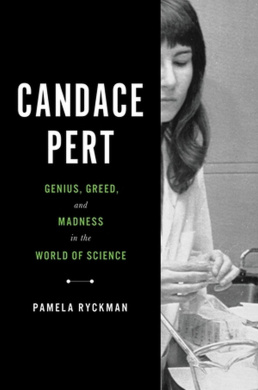 CANDACE
PERT
GENIUS, GREED,
and
MADNESS
in the
WORLD OF SCIENCE
PAMELA RYCKMAN